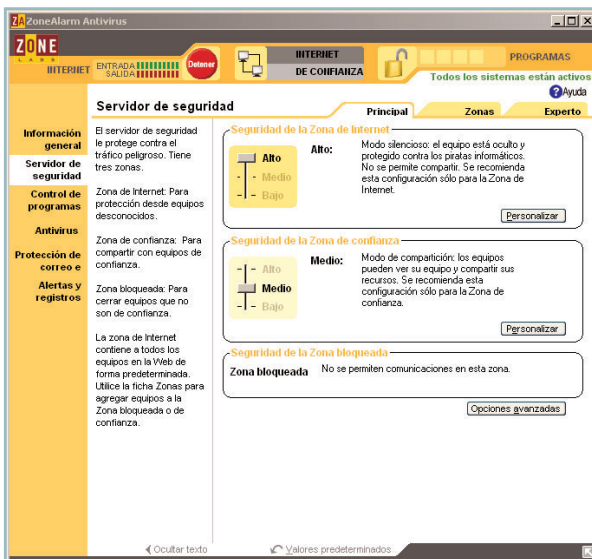 ZA ZoneAlarm Antivirus
ZONE
LABS
INTERNET
ENTRADA
SALIDA
Detener
INTERNET
DE CONFIANZA
PROGRAMAS
Todos los sistemas están activos
? Ayuda
Servidor de seguridad
Principal
Zonas
Experto
Información general
Servidor de seguridad
Control de programas
Antivirus
Protección de correo e
Alertas y registros
El servidor de seguridad
le protege contra el
tráfico peligroso. Tiene
tres zonas.
Zona de Internet: Para
protección desde equipos
desconocidos.
Zona de confianza: Para
compartir con equipos de
confianza.
Zona bloqueada: Para
cerrar equipos que no
son de confianza.
La zona de Internet
contiene a todos los
equipos en la Web de
forma predeterminada.
Utilice la ficha Zonas para
agregar equipos a la
Zona bloqueada o de
confianza.
Seguridad de la Zona de Internet
Alto
Medio
Bajo
Alto:
Modo silencioso: el equipo está oculto y
protegido contra los piratas informáticos.
No se permite compartir. Se recomienda
esta configuración sólo para la Zona de
Internet.
Personalizar
Seguridad de la Zona de confianza
Alto
Medio
Bajo
Medio:
Modo de compartición: los equipos
pueden ver su equipo y compartir sus
recursos. Se recomienda esta
configuración sólo para la Zona de
confianza.
Personalizar
Seguridad de la Zona bloqueada
Zona bloqueada
No se permiten comunicaciones en esta zona.
Opciones avanzadas
Ocultar texto
Valores predeterminados